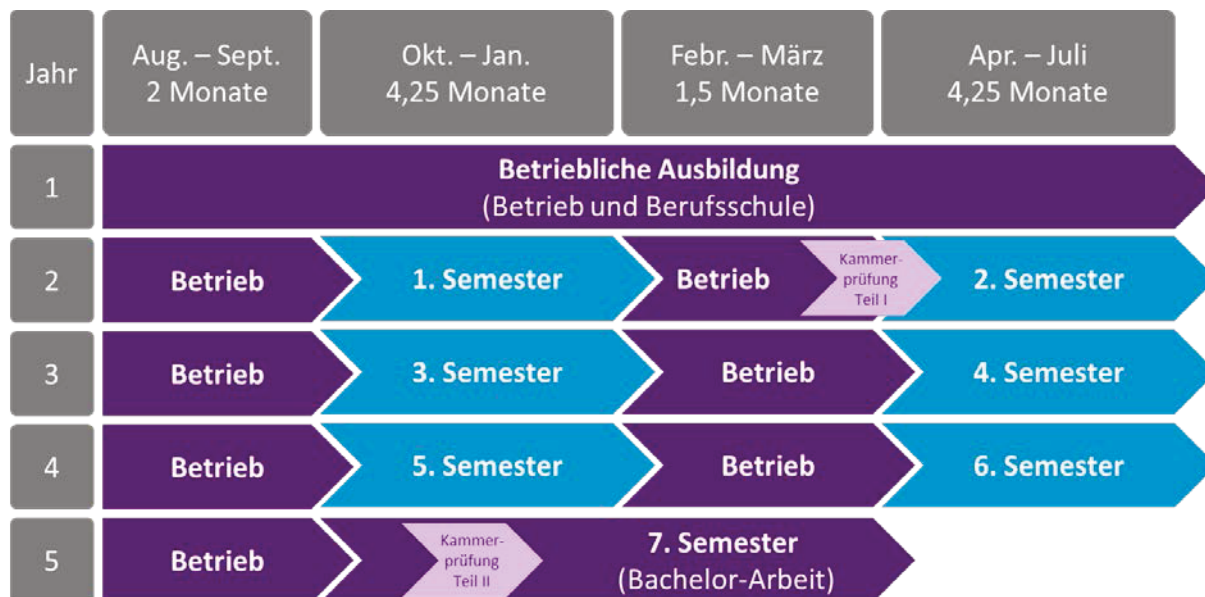 Jahr
Aug. – Sept.
2 Monate
Okt. – Jan.
4,25 Monate
Febr. – März
1,5 Monate
Apr. – Juli
4,25 Monate
1
Betriebliche Ausbildung
(Betrieb und Berufsschule)
2
Betrieb
1. Semester
Betrieb
Kammer-
prüfung
Teil I
2. Semester
3
Betrieb
3. Semester
Betrieb
4. Semester
4
Betrieb
5. Semester
Betrieb
6. Semester
5
Betrieb
Kammer-
prüfung
Teil II
7. Semester
(Bachelor-Arbeit)